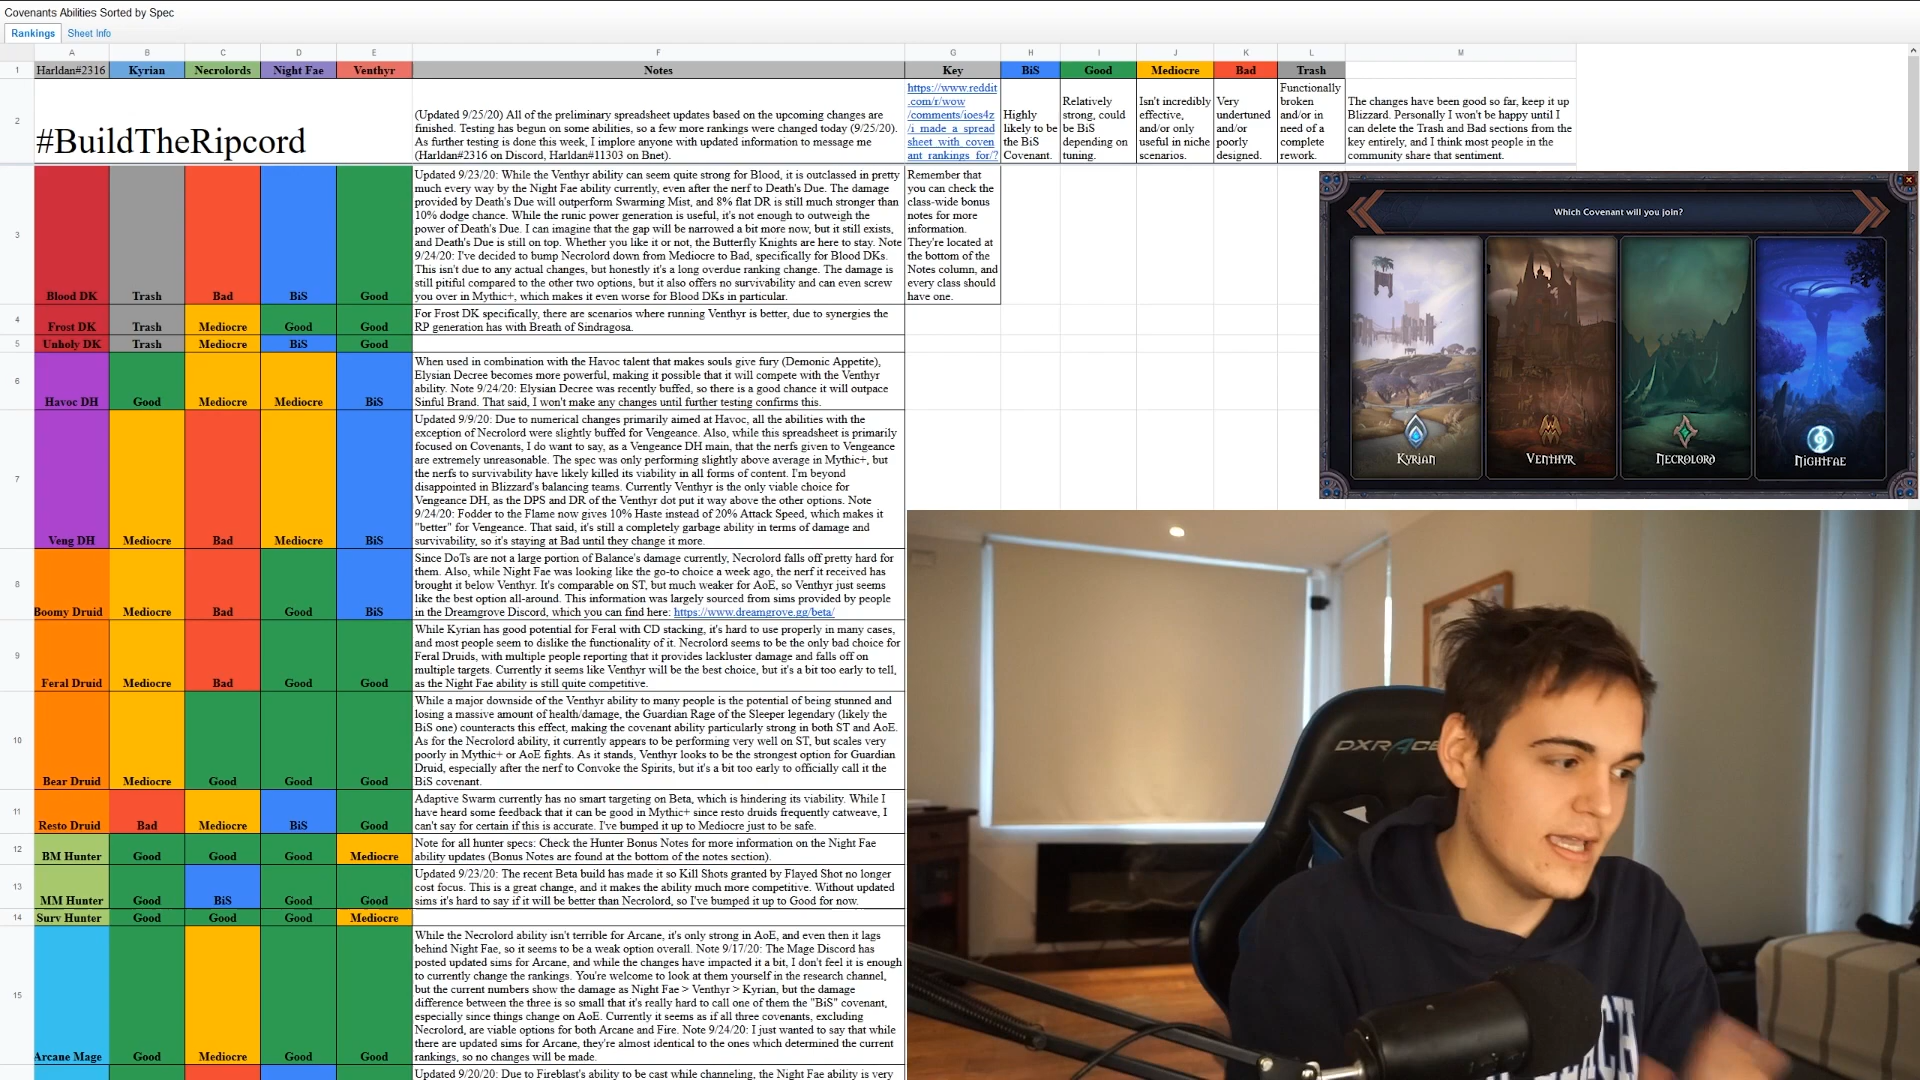 Covenants Abilities Sorted by Spec
Rankings Sheet Info
A B C D E F G H I J K L M
1 Harldan#2316 Kyrian Necrolords Night Fae Venthyr Notes Key BiS Good Mediocre Bad Trash
2
#BuildTheRipcord
(Updated 9/25/20) All of the preliminary spreadsheet updates based on the upcoming changes are
finished. Testing has begun on some abilities, so a few more rankings were changed today (9/25/20).
As further testing is done this week, I implore anyone with updated information to message me
(Harldan#2316 on Discord, Harldan#11303 on Bnet).
https://www.reddit
.com/r/wow
/comments/ioes4z
/i_made_a_spread
sheet_with_coven
ant_rankings_for/?
Highly
likely to be
the BiS
Covenant.
Relatively
strong, could
be BiS
depending on
tuning.
Isn't incredibly
effective,
and/or only
useful in niche
scenarios.
Very
undertuned
and/or
poorly
designed.
Functionally
broken
and/or in
need of a
complete
rework.
The changes have been good so far, keep it up
Blizzard. Personally I won't be happy until I
can delete the Trash and Bad sections from the
key entirely, and I think most people in the
community share that sentiment.
3
Blood DK Trash Bad BiS Good
Updated 9/23/20: While the Venthyr ability can seem quite strong for Blood, it is outclassed in pretty
much every way by the Night Fae ability currently, even after the nerf to Death's Due. The damage
provided by Death's Due will outperform Swarming Mist, and 8% flat DR is still much stronger than
10% dodge chance. While the runic power generation is useful, it's not enough to outweigh the
power of Death's Due. I can imagine that the gap will be narrowed a bit more now, but it still exists,
and Death's Due is still on top. Whether you like it or not, the Butterfly Knights are here to stay. Note
9/24/20: I've decided to bump Necrolord down from Mediocre to Bad, specifically for Blood DKs.
This isn't due to any actual changes, but honestly it's a long overdue ranking change. The damage is
still pitiful compared to the other two options, but it also offers no survivability and can even screw
you over in Mythic+, which makes it even worse for Blood DKs in particular.
Remember that
you can check the
class-wide bonus
notes for more
information.
They're located at
the bottom of the
Notes column, and
every class should
have one.
4
Frost DK Trash Mediocre Good Good
For Frost DK specifically, there are scenarios where running Venthyr is better, due to synergies the
RP generation has with Breath of Sindragosa.
5 Unholy DK Trash Mediocre BiS Good
6
Havoc DH Good Mediocre Mediocre BiS
When used in combination with the Havoc talent that makes souls give fury (Demonic Appetite),
Elysian Decree becomes more powerful, making it possible that it will compete with the Venthyr
ability. Note 9/24/20: Elysian Decree was recently buffed, so there is a good chance it will outpace
Sinful Brand. That said, I won't make any changes until further testing confirms this.
7
Veng DH Mediocre Bad Mediocre BiS
Updated 9/9/20: Due to numerical changes primarily aimed at Havoc, all the abilities with the
exception of Necrolord were slightly buffed for Vengeance. Also, while this spreadsheet is primarily
focused on Covenants, I do want to say, as a Vengeance DH main, that the nerfs given to Vengeance
are extremely unreasonable. The spec was only performing slightly above average in Mythic+, but
the nerfs to survivability have likely killed its viability in all forms of content. I'm beyond
disappointed in Blizzard's balancing teams. Currently Venthyr is the only viable choice for
Vengeance DH, as the DPS and DR of the Venthyr dot put it way above the other options. Note
9/24/20: Fodder to the Flame now gives 10% Haste instead of 20% Attack Speed, which makes it
"better" for Vengeance. That said, it's still a completely garbage ability in terms of damage and
survivability, so it's staying at Bad until they change it more.
8
Boomy Druid Mediocre Bad Good BiS
Since DoTs are not a large portion of Balance's damage currently, Necrolord falls off pretty hard for
them. Also, while Night Fae was looking like the go-to choice a week ago, the nerf it received has
brought it below Venthyr. It's comparable on ST, but much weaker for AoE, so Venthyr just seems
like the best option all-around. This information was largely sourced from sims provided by people
in the Dreamgrove Discord, which you can find here: https://www.dreamgrove.gg/beta/
9
Feral Druid Mediocre Bad Good Good
While Kyrian has good potential for Feral with CD stacking, it's hard to use properly in many cases,
and most people seem to dislike the functionality of it. Necrolord seems to be the only bad choice for
Feral Druids, with multiple people reporting that it provides lackluster damage and falls off on
multiple targets. Currently it seems like Venthyr will be the best choice, but it's a bit too early to tell,
as the Night Fae ability is still quite competitive.
10
Bear Druid Mediocre Good Good Good
While a major downside of the Venthyr ability to many people is the potential of being stunned and
losing a massive amount of health/damage, the Guardian Rage of the Sleeper legendary (likely the
BiS one) counteracts this effect, making the covenant ability particularly strong in both ST and AoE.
As for the Necrolord ability, it currently appears to be performing very well on ST, but scales very
poorly in Mythic+ or AoE fights. As it stands, Venthyr looks to be the strongest option for Guardian
Druid, especially after the nerf to Convoke the Spirits, but it's a bit too early to officially call it the
BiS covenant.
11
Resto Druid Bad Mediocre BiS Good
Adaptive Swarm currently has no smart targeting on Beta, which is hindering its viability. While I
have heard some feedback that it can be good in Mythic+ since resto druids frequently catweave, I
can't say for certain if this is accurate. I've bumped it up to Mediocre just to be safe.
12
BM Hunter Good Good Good Mediocre
Note for all hunter specs: Check the Hunter Bonus Notes for more information on the Night Fae
ability updates (Bonus Notes are found at the bottom of the notes section).
13
MM Hunter Good BiS Good Good
Updated 9/23/20: The recent Beta build has made it so Kill Shots granted by Flayed Shot no longer
cost focus. This is a great change, and it makes the ability much more competitive. Without updated
sims it's hard to say if it will be better than Necrolord, so I've bumped it up to Good for now.
14 Surv Hunter Good Good Good Mediocre
15
Arcane Mage Good Mediocre Good Good
While the Necrolord ability isn't terrible for Arcane, it's only strong in AoE, and even then it lags
behind Night Fae, so it seems to be a weak option overall. Note 9/17/20: The Mage Discord has
posted updated sims for Arcane, and while the changes have impacted it a bit, I don't feel it is enough
to currently change the rankings. You're welcome to look at them yourself in the research channel,
but the current numbers show the damage as Night Fae > Venthyr > Kyrian, but the damage
difference between the three is so small that it's really hard to call one of them the "BiS" covenant,
especially since things change on AoE. Currently it seems as if all three covenants, excluding
Necrolord, are viable options for both Arcane and Fire. Note 9/24/20: I just wanted to say that while
there are updated sims for Arcane, they're almost identical to the ones which determined the current
rankings, so no changes will be made.
Updated 9/20/20: Due to Fireblast's ability to be cast while channeling, the Night Fae ability is very
Which Covenant will you join?
Kyrian Venthyr Necrolord Nightfae
DXRACE